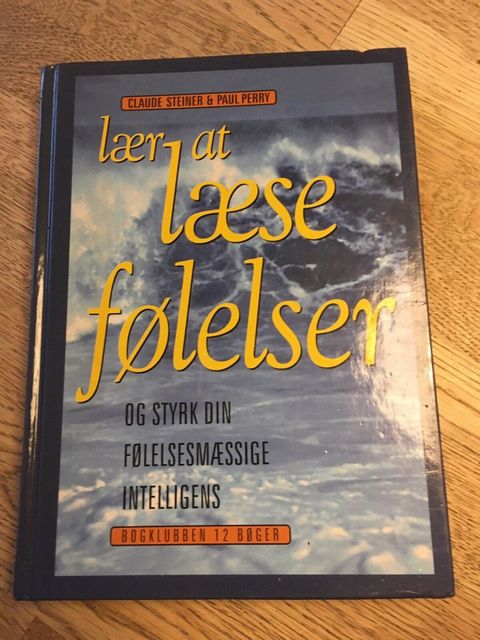 CLAUDE STEINER & PAUL PERRY
lær at
læse
følelser
OG STYRK DIN
FØLELSESMÆSSIGE
INTELLIGENS
BOGKLUBBEN 12 BØGER